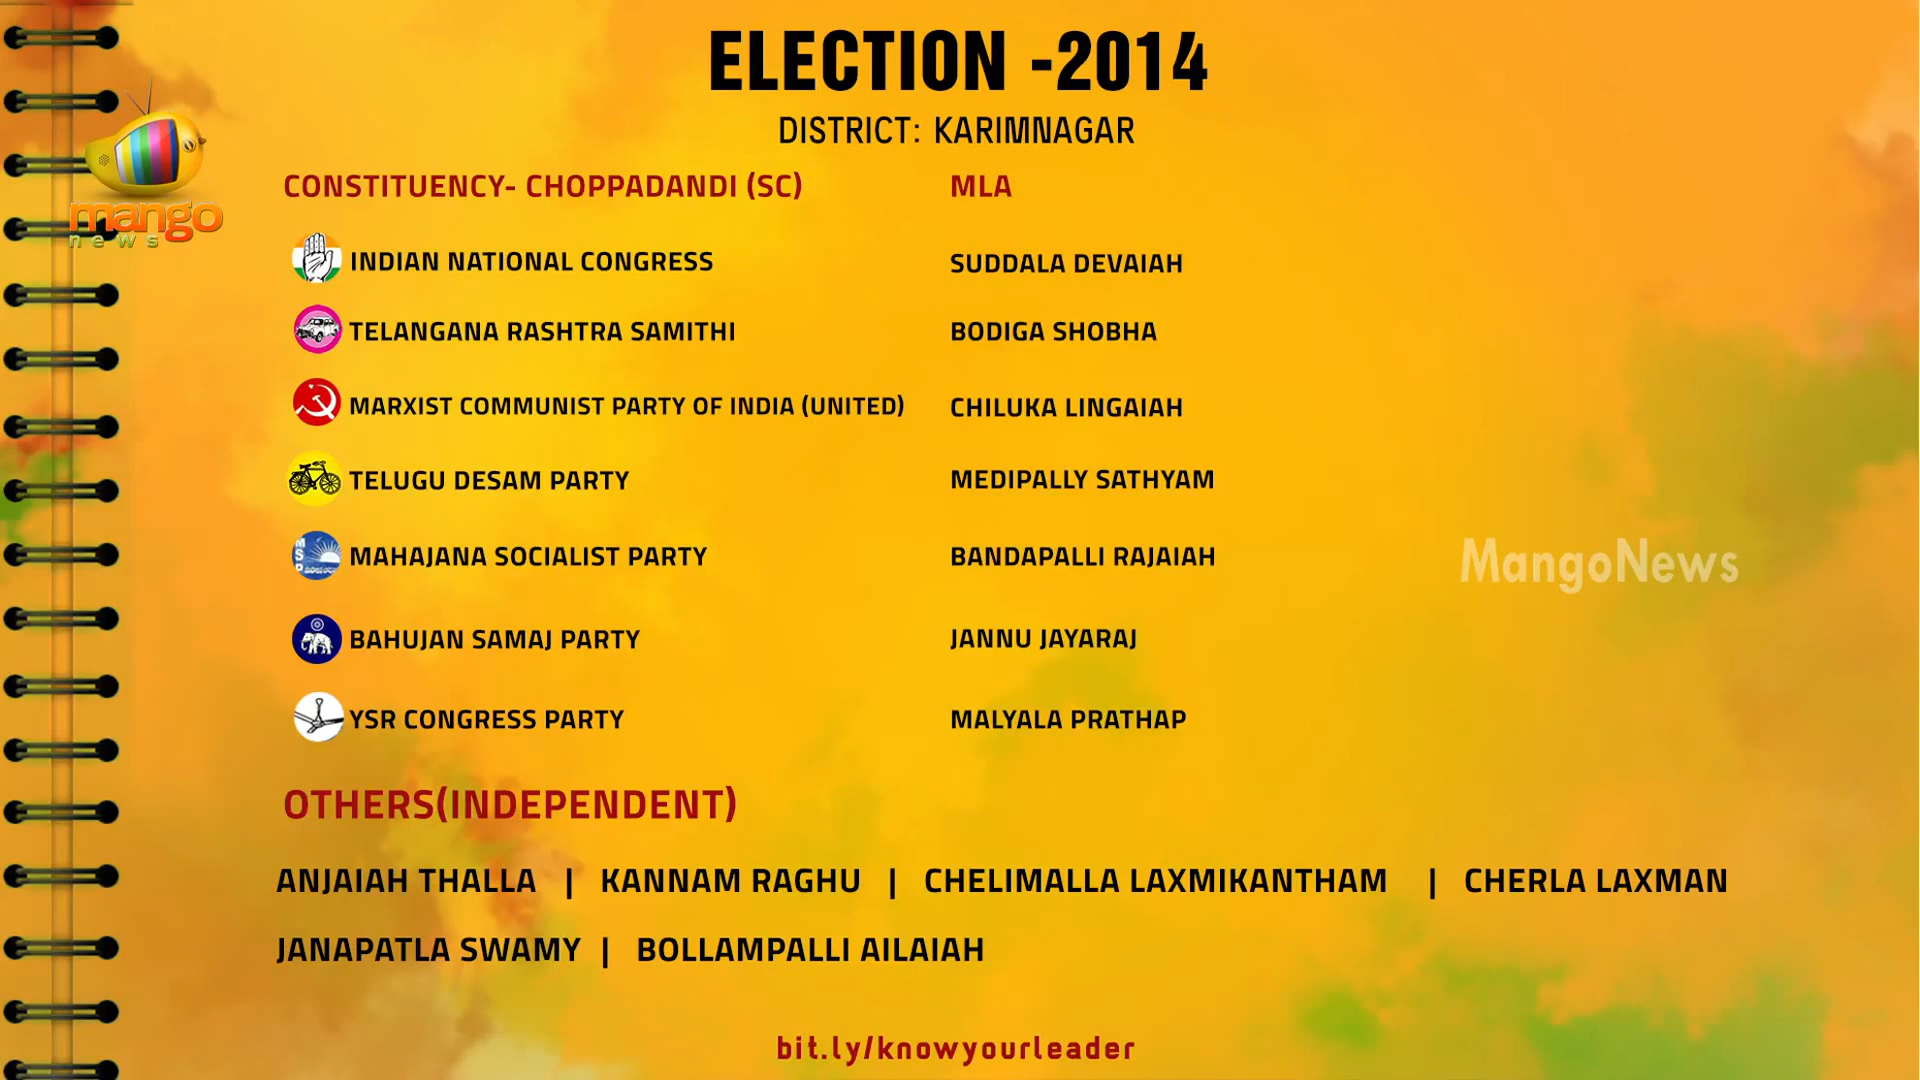 ELECTION -2014
DISTRICT: KARIMNAGAR
mango
news
CONSTITUENCY- CHOPPADANDI (SC) MLA
INDIAN NATIONAL CONGRESS SUDDALA DEVAIAH
TELANGANA RASHTRA SAMITHI BODIGA SHOBHA
MARXIST COMMUNIST PARTY OF INDIA (UNITED) CHILUKA LINGAIAH
TELUGU DESAM PARTY MEDIPALLY SATHYAM
MAHAJANA SOCIALIST PARTY BANDAPALLI RAJAIAH
MangoNews
BAHUJAN SAMAJ PARTY JANNU JAYARAJ
YSR CONGRESS PARTY MALYALA PRATHAP
OTHERS(INDEPENDENT)
ANJAIAH THALLA | KANNAM RAGHU | CHELIMALLA LAXMIKANTHAM | CHERLA LAXMAN
JANAPATLA SWAMY | BOLLAMPALLI AILAIAH
bit.ly/knowyourleader